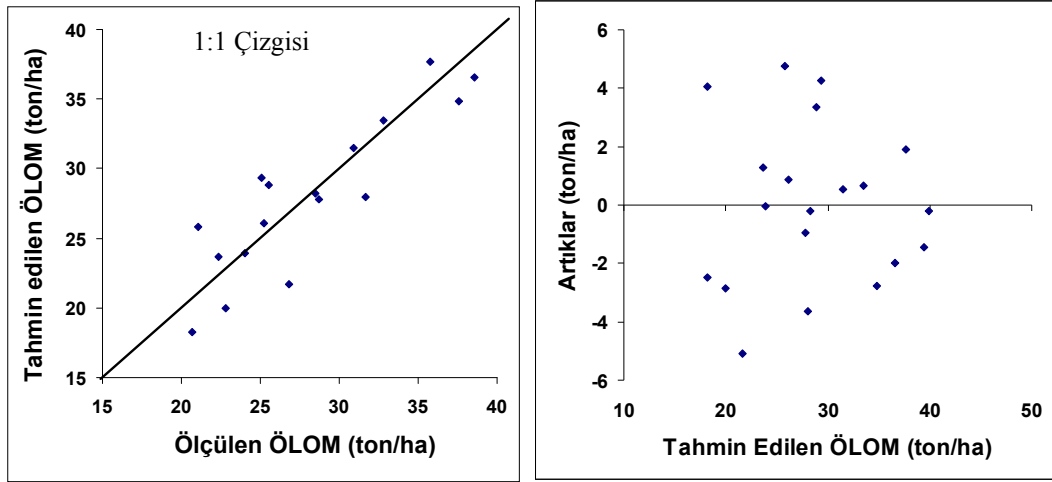 1:1 Çizgisi
Tahmin edilen ÖLOM (ton/ha)
40
35
30
25
20
15
15 20 25 30 35 40
Ölçülen ÖLOM (ton/ha)
Artıklar (ton/ha)
6
4
2
0
-2
-4
-6
10 20 30 40 50
Tahmin Edilen ÖLOM (ton/ha)